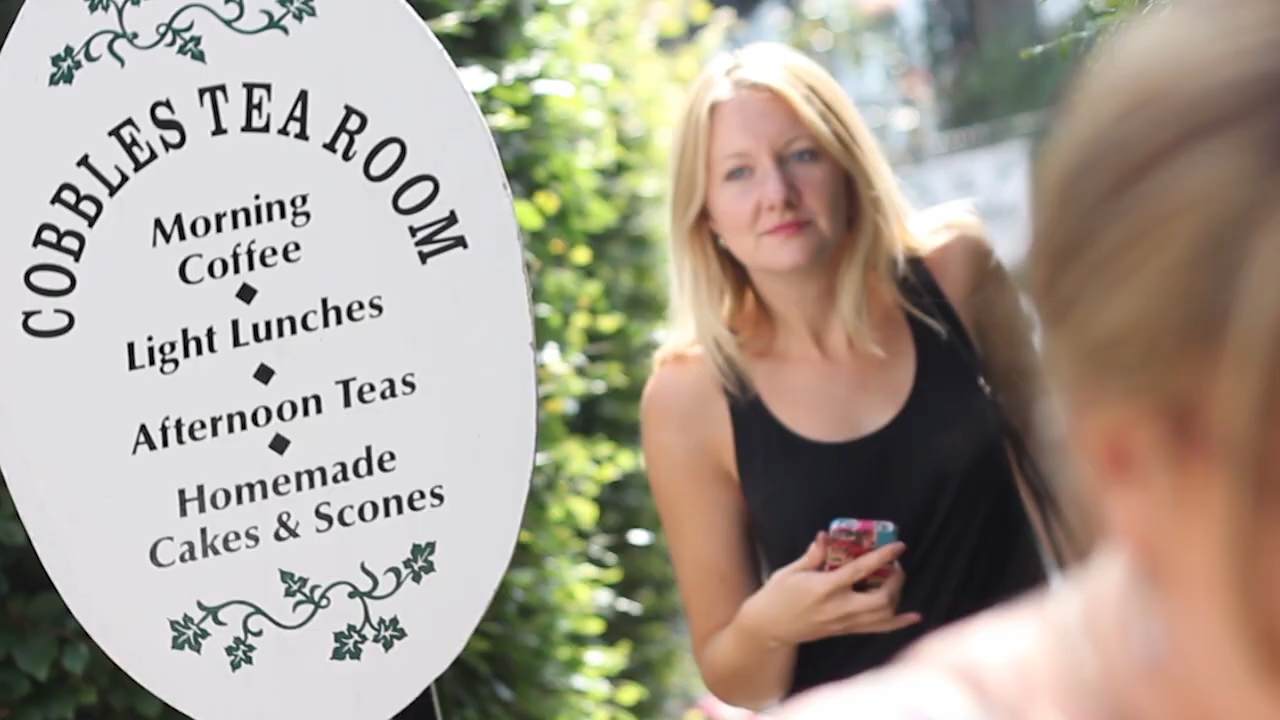 COBBLES TEA ROOM
Morning
Coffee
Light Lunches
Afternoon Teas
Homemade
Cakes & Scones